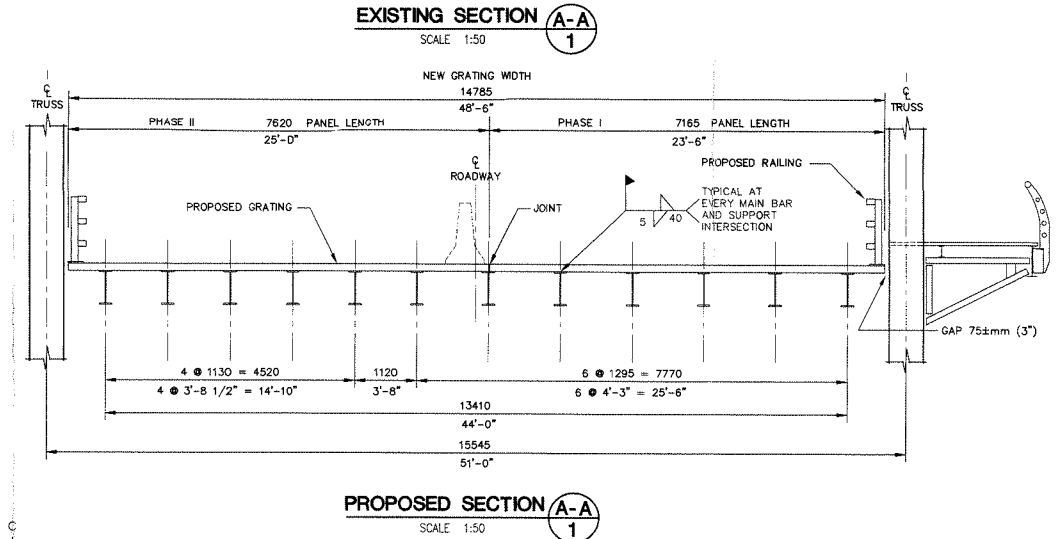 EXISTING SECTION A-A
SCALE 1:50 1
NEW GRATING WIDTH
14785
48'-6"
℄
TRUSS
℄
TRUSS
PHASE II 7620 PANEL LENGTH
25'-0"
PHASE I 7165 PANEL LENGTH
23'-6"
℄
ROADWAY
PROPOSED RAILING
PROPOSED GRATING
JOINT
5 40
TYPICAL AT
EVERY MAIN BAR
AND SUPPORT
INTERSECTION
GAP 75±mm (3")
4 @ 1130 = 4520
4 @ 3'-8 1/2" = 14'-10"
1120
3'-8"
6 @ 1295 = 7770
6 @ 4'-3" = 25'-6"
13410
44'-0"
15545
51'-0"
PROPOSED SECTION A-A
SCALE 1:50 1